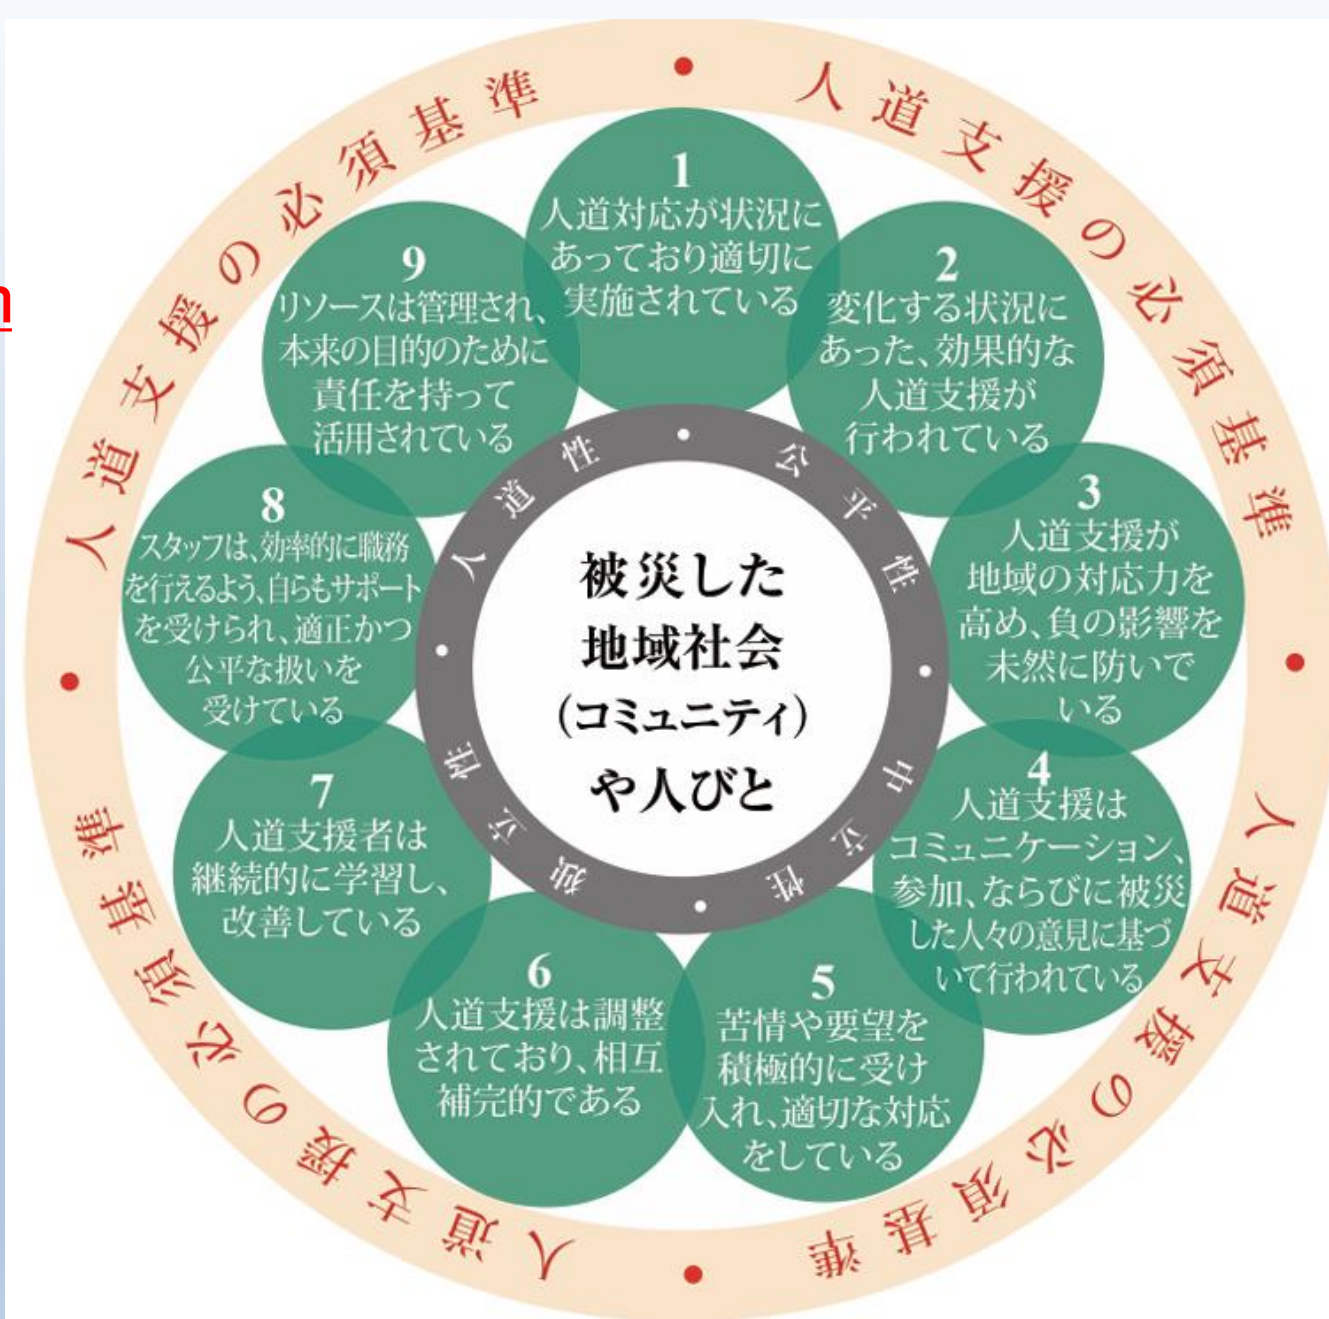 人道支援の必須基準
人道支援の必須基準
人道支援の必須基準
人道支援の必須基準
1
人道対応が状況に
あっており適切に
実施されている
2
変化する状況に
あった、効果的な
人道支援が
行われている
3
人道支援が
地域の対応力を
高め、負の影響を
未然に防いで
いる
4
人道支援は
コミュニケーション、
参加、ならびに被災
した人々の意見に基づ
いて行われている
5
苦情や要望を
積極的に受け
入れ、適切な対応
をしている
6
人道支援は調整
されており、相互
補完的である
7
人道支援者は
継続的に学習し、
改善している
8
スタッフは、効率的に職務
を行えるよう、自らもサポート
を受けられ、適正かつ
公平な扱いを
受けている
9
リソースは管理され、
本来の目的のために
責任を持って
活用されている
人道性
公平性
中立性
独立性
被災した
地域社会
（コミュニティ）
や人びと